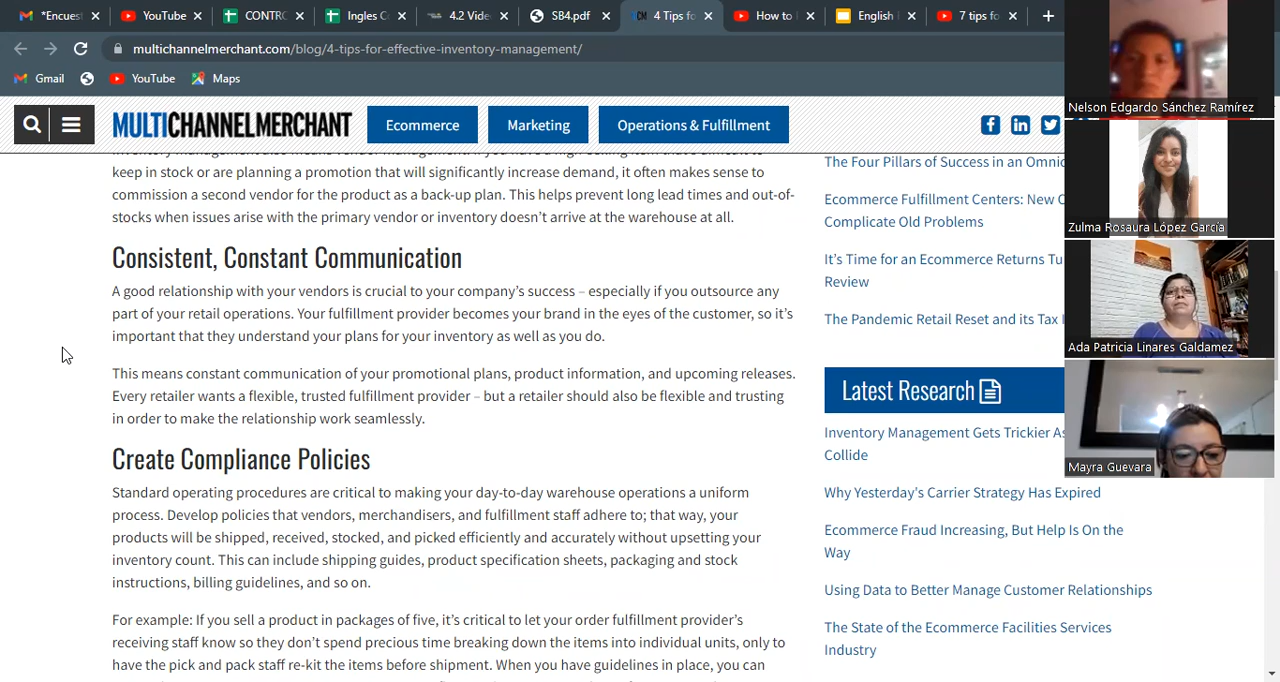 *Encues
YouTube
CONTRO
Ingles Co
4.2 Vide
SB4.pdf
4 Tips fo
How to
English
7 tips fo
multichannelmerchant.com/blog/4-tips-for-effective-inventory-management/
Gmail
YouTube
Maps
MULTICHANNELMERCHANT
Ecommerce
Marketing
Operations & Fulfillment
keep in stock or are planning a promotion that will significantly increase demand, it often makes sense to
commission a second vendor for the product as a back-up plan. This helps prevent long lead times and out-of-
stocks when issues arise with the primary vendor or inventory doesn't arrive at the warehouse at all.
Consistent, Constant Communication
A good relationship with your vendors is crucial to your company's success – especially if you outsource any
part of your retail operations. Your fulfillment provider becomes your brand in the eyes of the customer, so it's
important that they understand your plans for your inventory as well as you do.
This means constant communication of your promotional plans, product information, and upcoming releases.
Every retailer wants a flexible, trusted fulfillment provider – but a retailer should also be flexible and trusting
in order to make the relationship work seamlessly.
Create Compliance Policies
Standard operating procedures are critical to making your day-to-day warehouse operations a uniform
process. Develop policies that vendors, merchandisers, and fulfillment staff adhere to; that way, your
products will be shipped, received, stocked, and picked efficiently and accurately without upsetting your
inventory count. This can include shipping guides, product specification sheets, packaging and stock
instructions, billing guidelines, and so on.
For example: If you sell a product in packages of five, it's critical to let your order fulfillment provider's
receiving staff know so they don't spend precious time breaking down the items into individual units, only to
have the pick and pack staff re-kit the items before shipment. When you have guidelines in place, you can
The Four Pillars of Success in an Omnic
Ecommerce Fulfillment Centers: New C
Complicate Old Problems
It's Time for an Ecommerce Returns Tu
Review
The Pandemic Retail Reset and its Tax I
Latest Research
Inventory Management Gets Trickier As
Collide
Why Yesterday's Carrier Strategy Has Expired
Ecommerce Fraud Increasing, But Help Is On the
Way
Using Data to Better Manage Customer Relationships
The State of the Ecommerce Facilities Services
Industry
Nelson Edgardo Sánchez Ramírez
Zulma Rosaura López García
Ada Patricia Linares Galdamez
Mayra Guevara